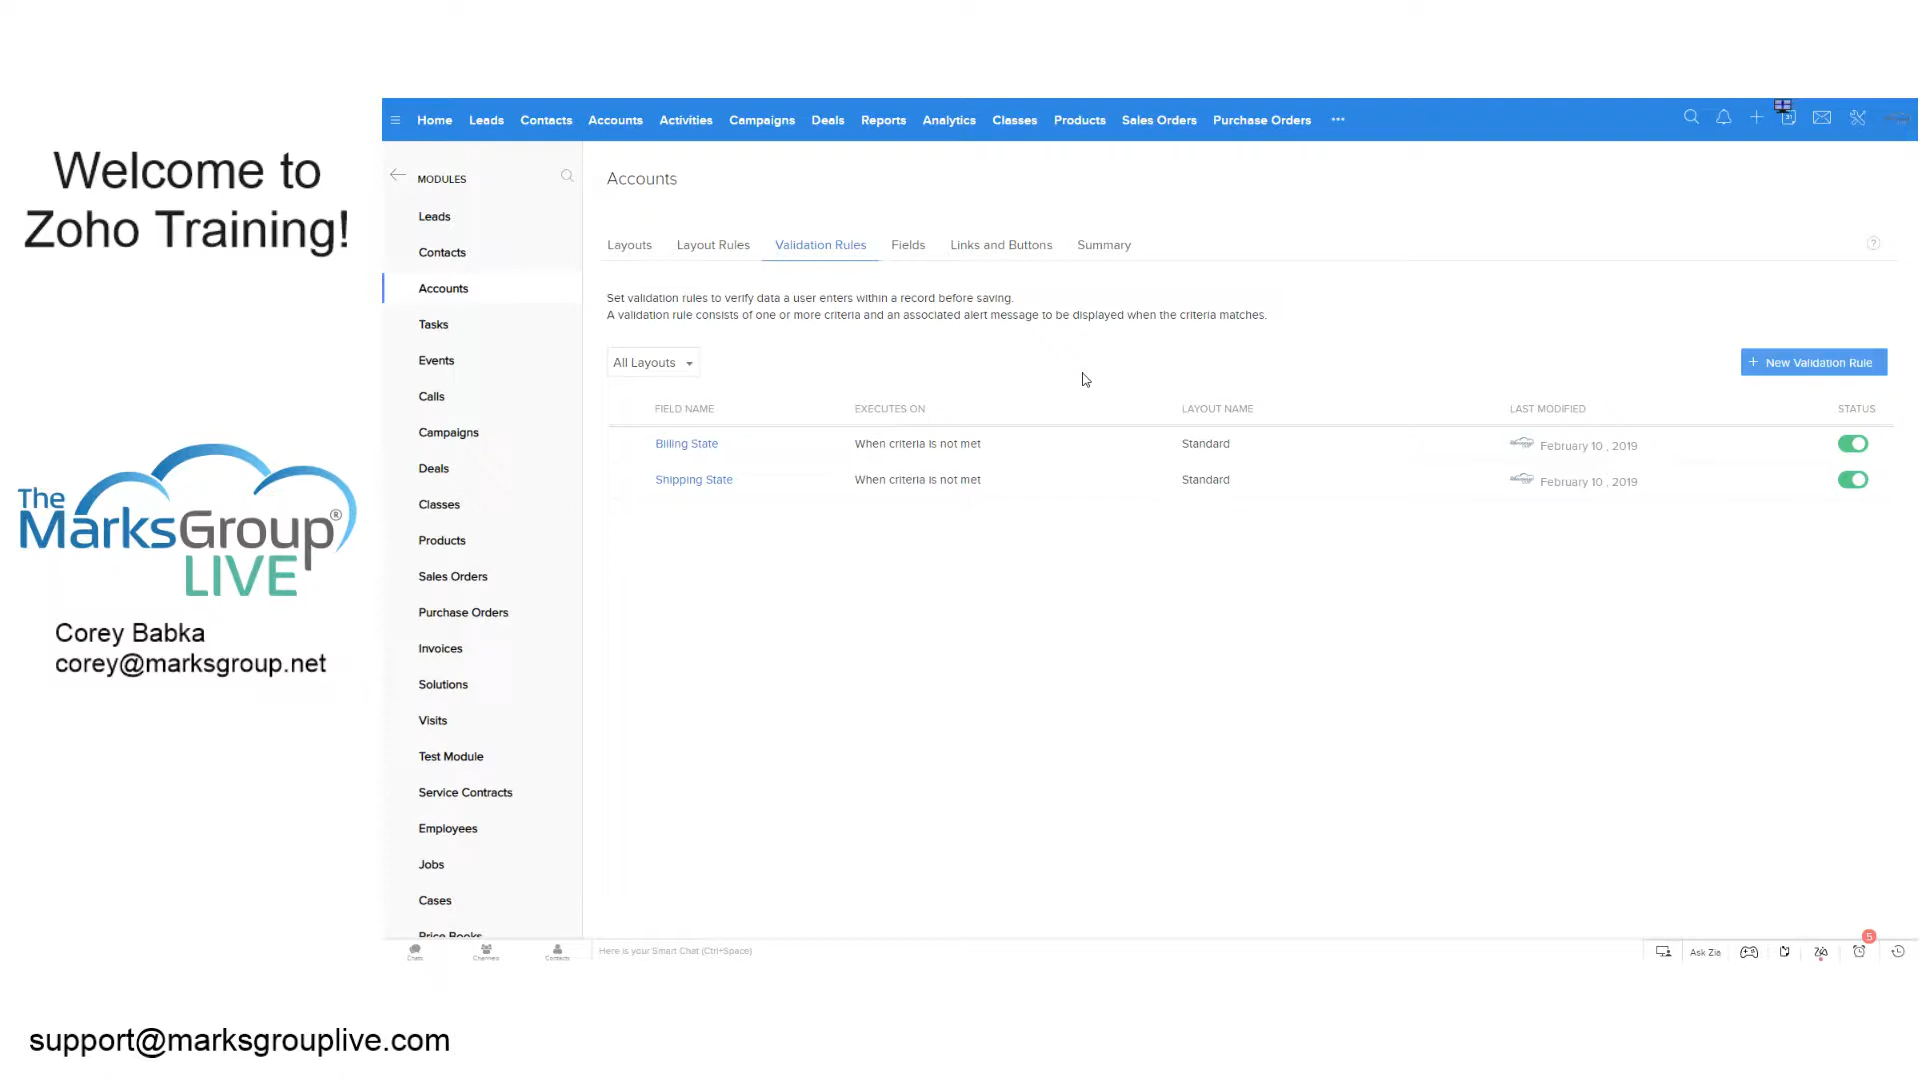 Welcome to
Zoho Training!
The
MarksGroup®
LIVE
Corey Babka
corey@marksgroup.net
support@marksgrouplive.com
Home Leads Contacts Accounts Activities Campaigns Deals Reports Analytics Classes Products Sales Orders Purchase Orders ...
31
MODULES
Leads
Contacts
Accounts
Tasks
Events
Calls
Campaigns
Deals
Classes
Products
Sales Orders
Purchase Orders
Invoices
Solutions
Visits
Test Module
Service Contracts
Employees
Jobs
Cases
Price Books
Accounts
Layouts Layout Rules Validation Rules Fields Links and Buttons Summary ?
Set validation rules to verify data a user enters within a record before saving.
A validation rule consists of one or more criteria and an associated alert message to be displayed when the criteria matches.
All Layouts
+ New Validation Rule
FIELD NAME EXECUTES ON LAYOUT NAME LAST MODIFIED STATUS
Billing State When criteria is not met Standard February 10 , 2019
Shipping State When criteria is not met Standard February 10 , 2019
Chats Channels Contacts Here is your Smart Chat (Ctrl+Space) Ask Zia 5